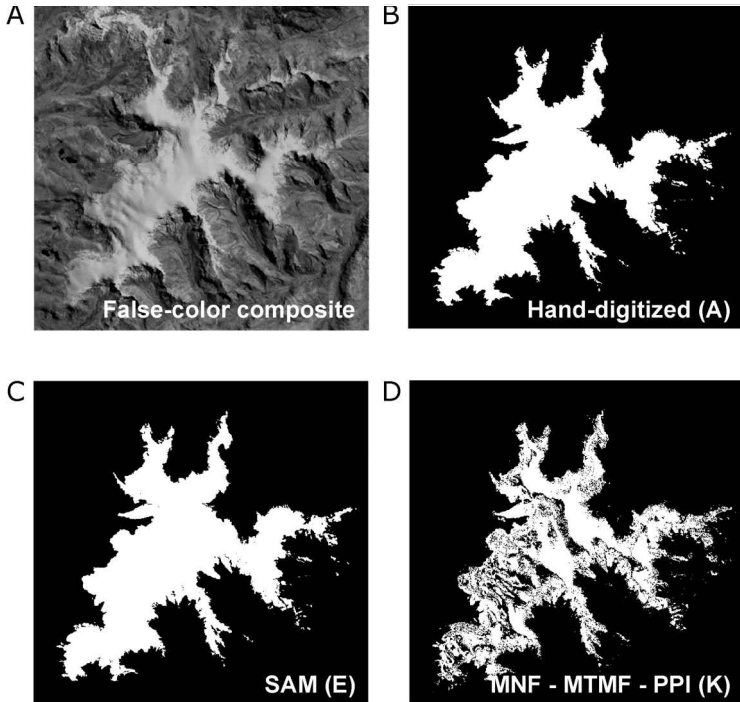 A
B
False-color composite
Hand-digitized (A)
C
D
SAM (E)
MNF - MTMF - PPI (K)